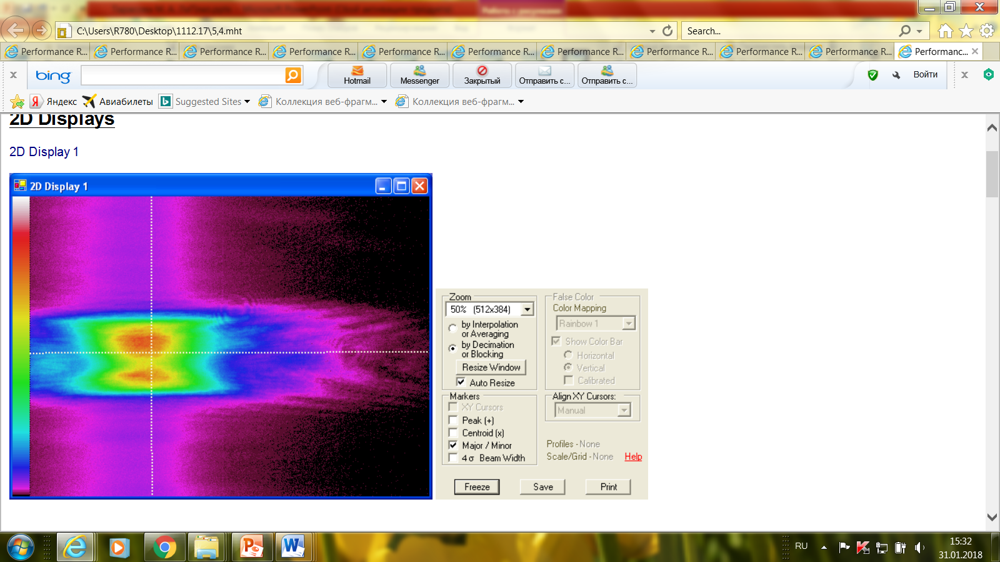 C:\Users\R780\Desktop\1112.17\5,4.mht
Search...
Performance R...
Performance R...
Performance R...
Performance R...
Performance R...
Performance R...
Performance R...
Performance R...
Performance R...
Performance R...
Performanc...
bing
Hotmail
Messenger
Закрытый
Отправить с...
Отправить с...
Войти
Яндекс
Авиабилеты
Suggested Sites
Коллекция веб-фрагм...
Коллекция веб-фрагм...
2D Displays
2D Display 1
2D Display 1
Zoom
50% (512x384)
by Interpolation
or Averaging
by Decimation
or Blocking
Resize Window
Auto Resize
Markers
XY Cursors
Peak (+)
Centroid (x)
Major / Minor
4 σ Beam Width
False Color
Color Mapping
Rainbow 1
Show Color Bar
Horizontal
Vertical
Calibrated
Align XY Cursors:
Manual
Profiles - None
Scale/Grid - None
Help
Freeze
Save
Print
RU
15:32
31.01.2018